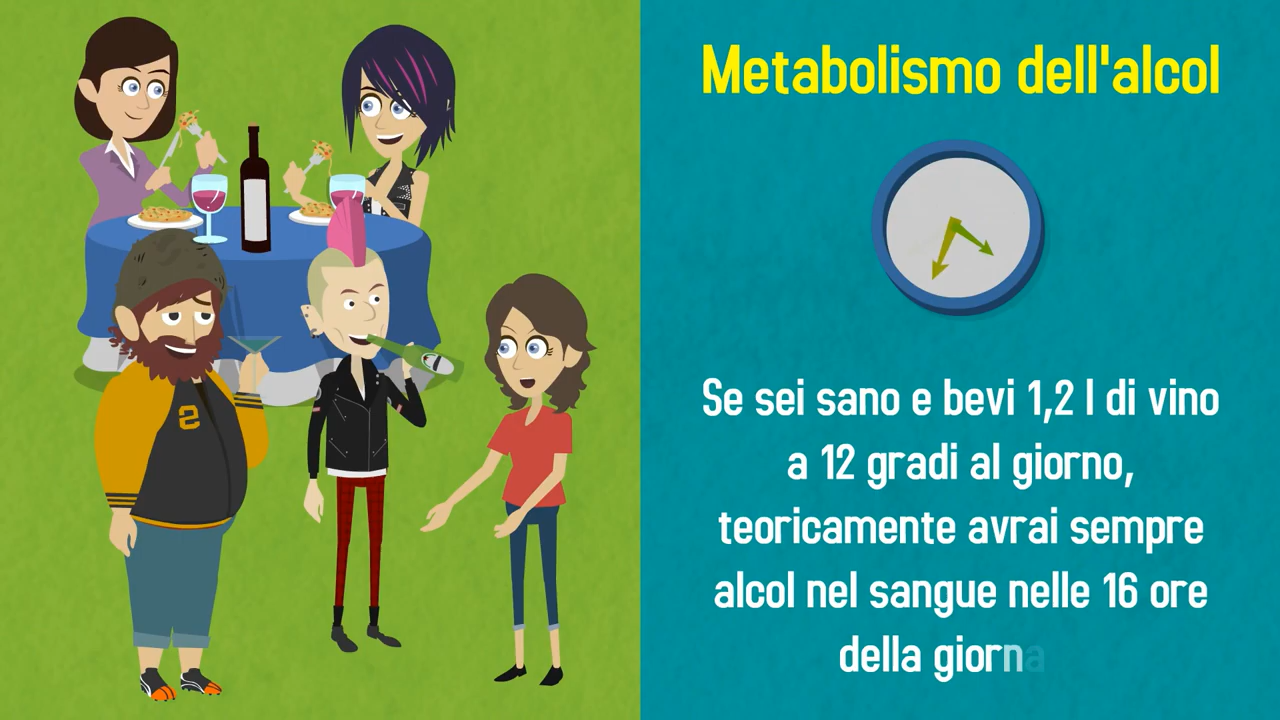 Metabolismo dell'alcol
Se sei sano e bevi 1,2 l di vino
a 12 gradi al giorno,
teoricamente avrai sempre
alcol nel sangue nelle 16 ore
della giorna
2